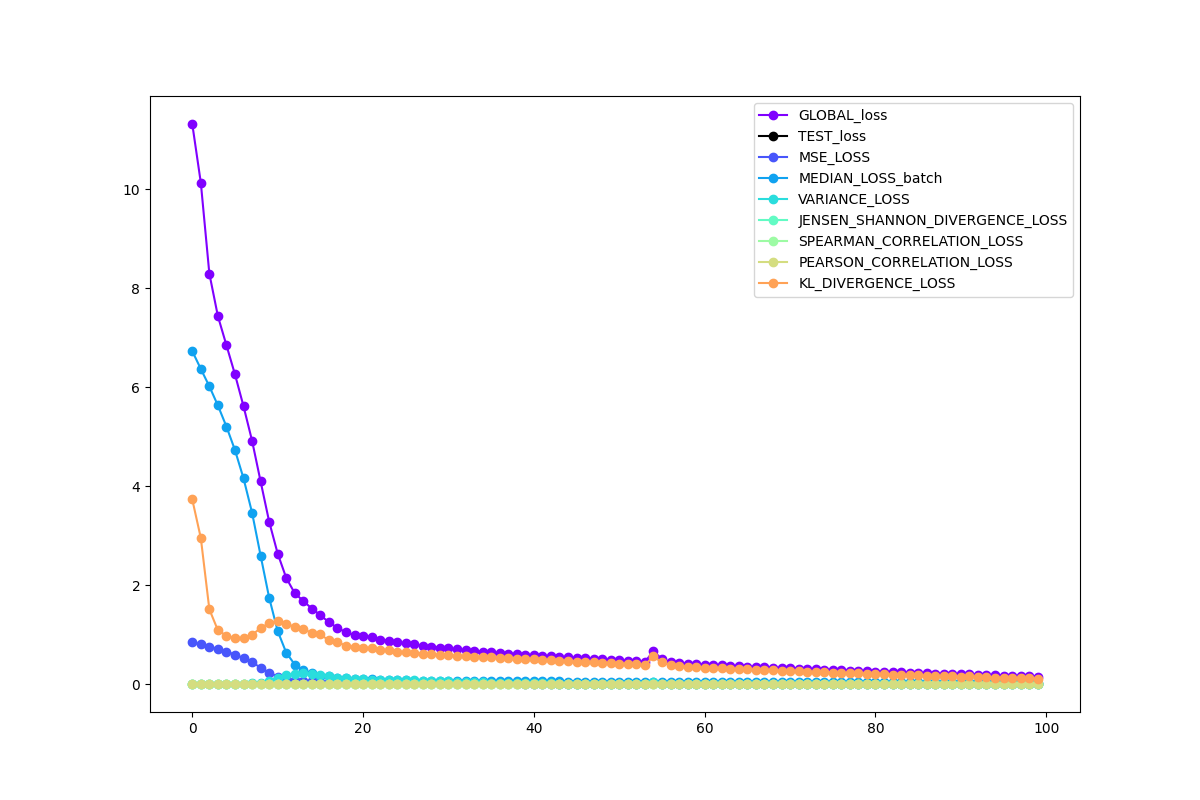 GLOBAL_loss
TEST_loss
MSE_LOSS
MEDIAN_LOSS_batch
VARIANCE_LOSS
JENSEN_SHANNON_DIVERGENCE_LOSS
SPEARMAN_CORRELATION_LOSS
PEARSON_CORRELATION_LOSS
KL_DIVERGENCE_LOSS
10
8
6
4
2
0
0 20 40 60 80 100